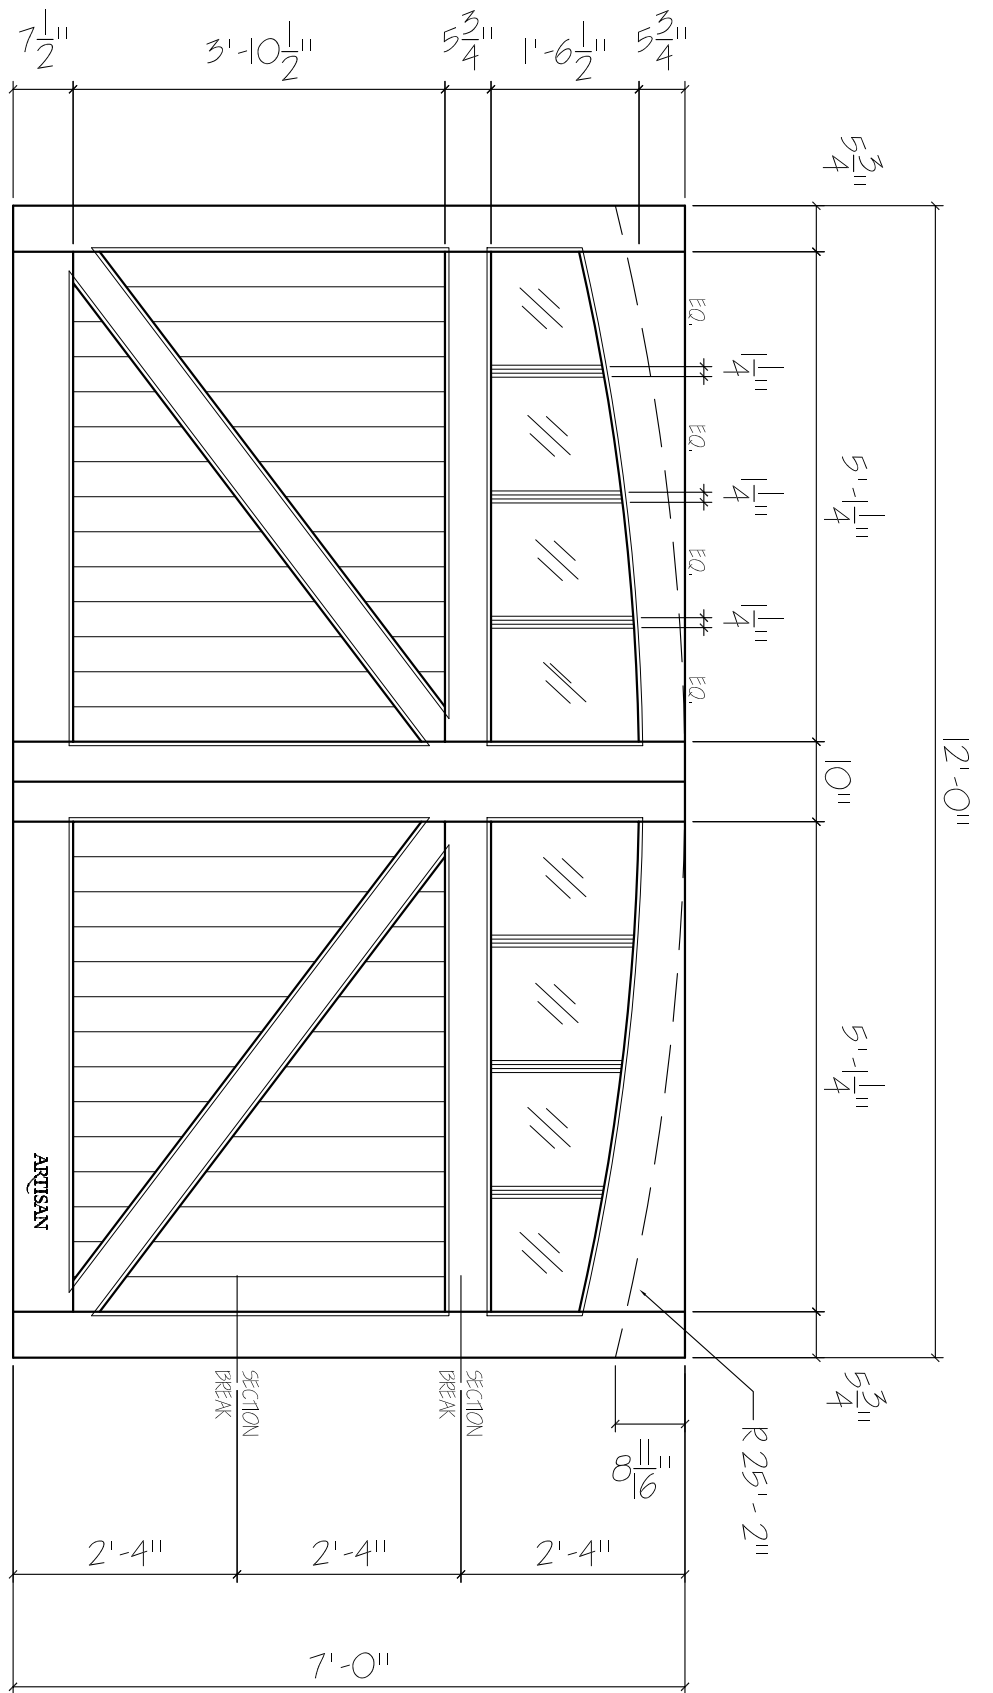 7 1/2"
3'-10 1/2"
5 3/4"
1'-6 1/2"
5 3/4"
5 3/4"
EQ.
1/4"
EQ.
5'-1 1/4"
1/4"
EQ.
1/4"
EQ.
12'-0"
10"
5'-1 1/4"
ARTISAN
SECTION
BREAK
SECTION
BREAK
5 3/4"
8 11/16"
R 25'-2"
2'-4"
2'-4"
2'-4"
7'-0"